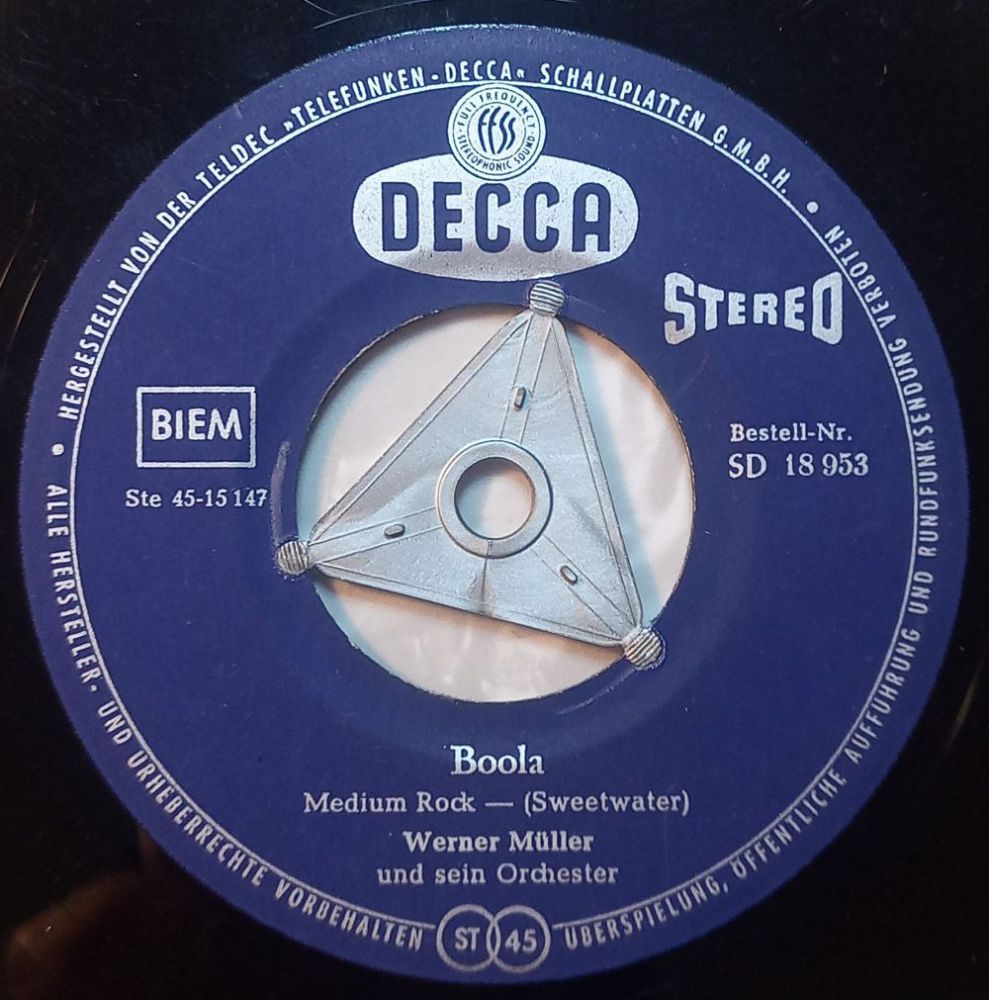 HERGESTELLT VON DER TELDEC »TELEFUNKEN-DECCA« SCHALLPLATTEN G.M.B.H. •
FULL FREQUENCY
ffss
STEREOPHONIC SOUND
DECCA
STEREO
BIEM
Ste 45-15 147
Bestell-Nr.
SD 18 953
Boola
Medium Rock — (Sweetwater)
Werner Müller
und sein Orchester
• ALLE HERSTELLER- UND URHEBERRECHTE VORBEHALTEN
ST 45
ÜBERSPIELUNG, ÖFFENTLICHE AUFFÜHRUNG UND RUNDFUNKSENDUNG VERBOTEN